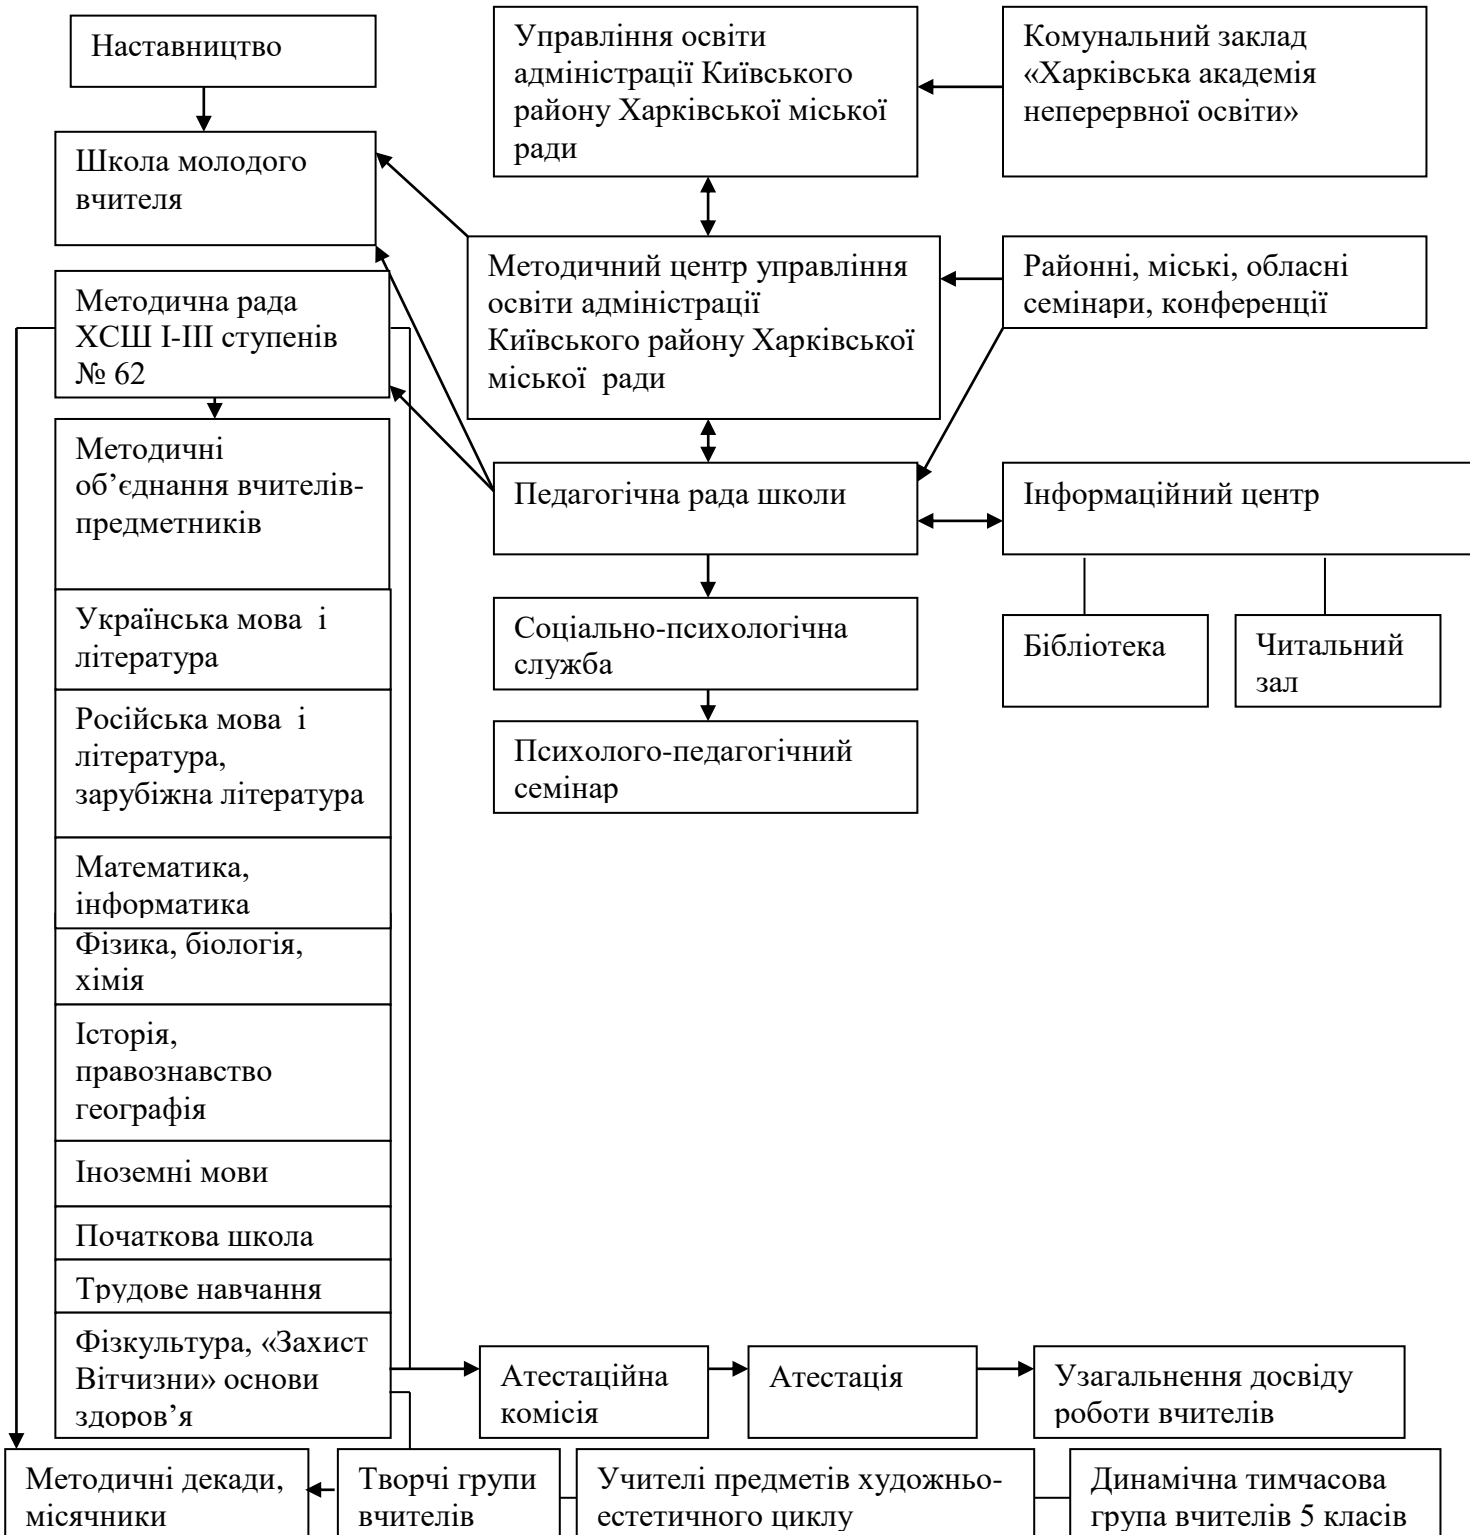 Наставництво
Управління освіти
адміністрації Київського
району Харківської міської
ради
Комунальний заклад
«Харківська академія
неперервної освіти»
Школа молодого
вчителя
Методичний центр управління
освіти адміністрації
Київського району Харківської
міської ради
Районні, міські, обласні
семінари, конференції
Методична рада
ХСШ І-ІІІ ступенів
№ 62
Методичні
об’єднання вчителів-
предметників
Педагогічна рада школи
Інформаційний центр
Українська мова і
література
Соціально-психологічна
служба
Бібліотека
Читальний
зал
Російська мова і
література,
зарубіжна література
Психолого-педагогічний
семінар
Математика,
інформатика
Фізика, біологія,
хімія
Історія,
правознавство
географія
Іноземні мови
Початкова школа
Трудове навчання
Фізкультура, «Захист
Вітчизни» основи
здоров’я
Атестаційна
комісія
Атестація
Узагальнення досвіду
роботи вчителів
Методичні декади,
місячники
Творчі групи
вчителів
Учителі предметів художньо-
естетичного циклу
Динамічна тимчасова
група вчителів 5 класів